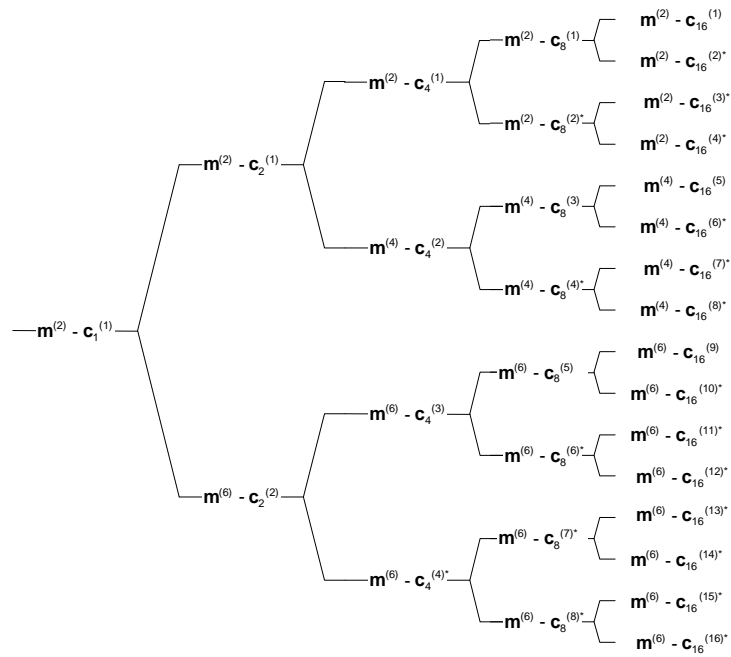 m(2) - c1(1)
m(2) - c2(1)
m(6) - c2(2)
m(2) - c4(1)
m(4) - c4(2)
m(6) - c4(3)
m(6) - c4(4)*
m(2) - c8(1)
m(2) - c8(2)*
m(4) - c8(3)
m(4) - c8(4)*
m(6) - c8(5)
m(6) - c8(6)*
m(6) - c8(7)*
m(6) - c8(8)*
m(2) - c16(1)
m(2) - c16(2)*
m(2) - c16(3)*
m(2) - c16(4)*
m(4) - c16(5)
m(4) - c16(6)*
m(4) - c16(7)*
m(4) - c16(8)*
m(6) - c16(9)
m(6) - c16(10)*
m(6) - c16(11)*
m(6) - c16(12)*
m(6) - c16(13)*
m(6) - c16(14)*
m(6) - c16(15)*
m(6) - c16(16)*